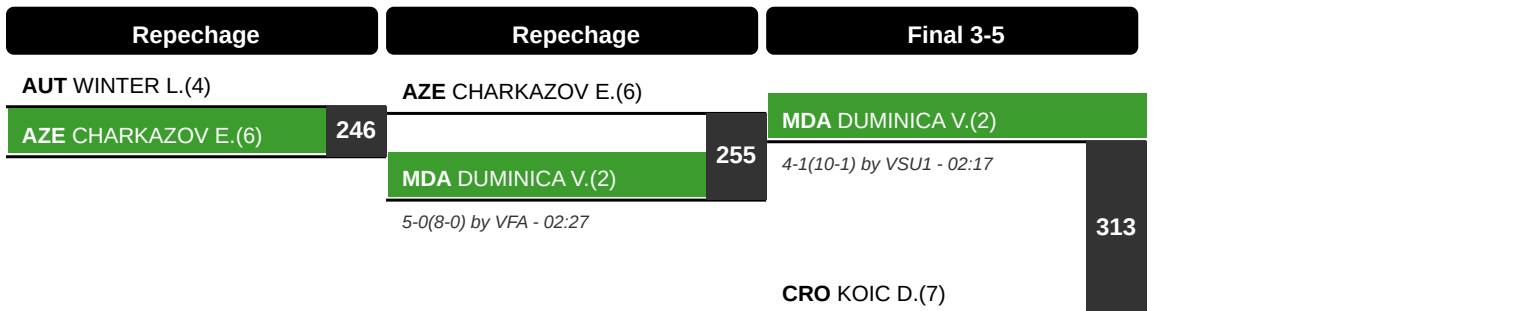 Repechage
Repechage
Final 3-5
AUT WINTER L.(4)
AZE CHARKAZOV E.(6)
246
AZE CHARKAZOV E.(6)
MDA DUMINICA V.(2)
255
5-0(8-0) by VFA - 02:27
MDA DUMINICA V.(2)
4-1(10-1) by VSU1 - 02:17
313
CRO KOIC D.(7)